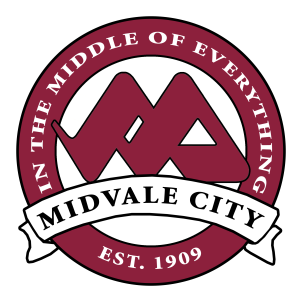 IN THE MIDDLE OF EVERYTHING
MIDVALE CITY
EST. 1909